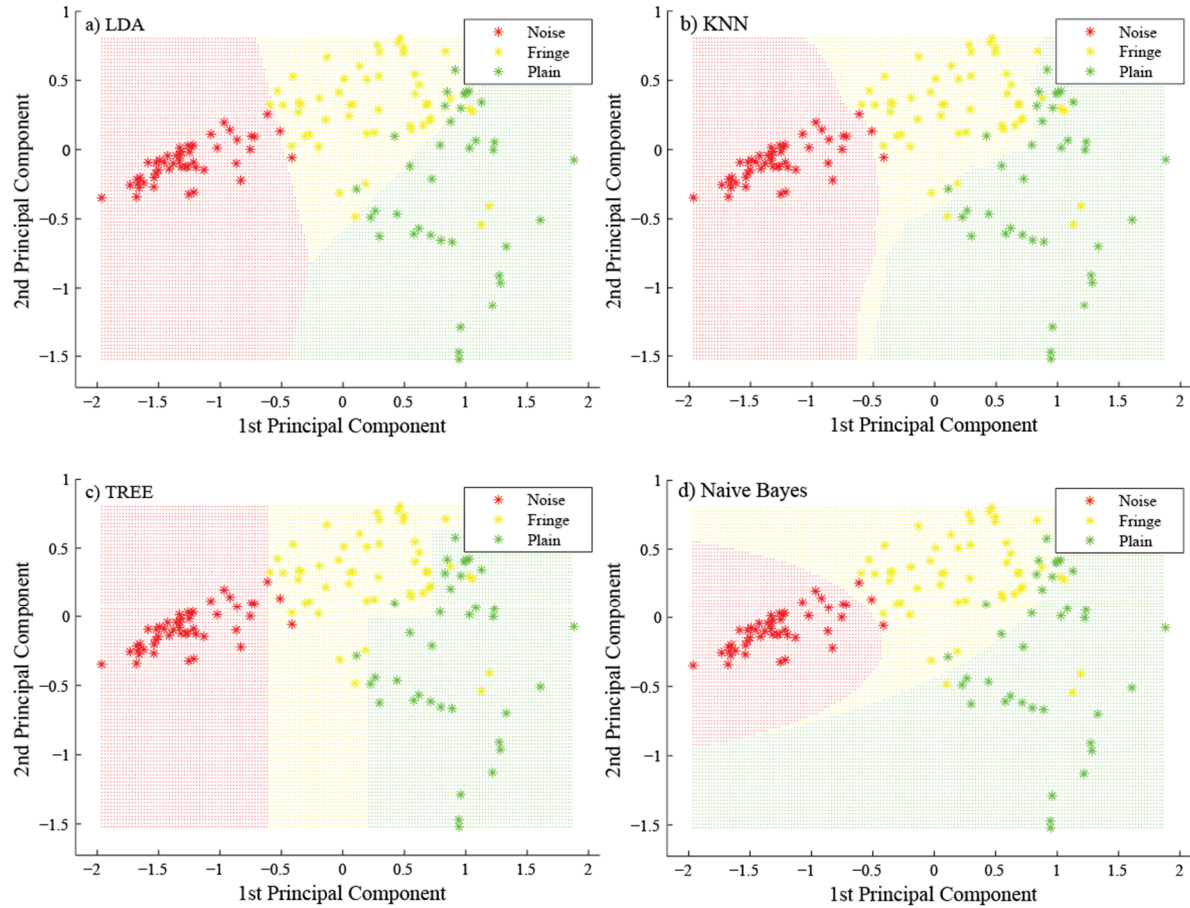 a) LDA
Noise
Fringe
Plain
1
0.5
0
−0.5
−1
−1.5
2nd Principal Component
−2 −1.5 −1 −0.5 0 0.5 1 1.5 2
1st Principal Component
b) KNN
Noise
Fringe
Plain
1
0.5
0
−0.5
−1
−1.5
2nd Principal Component
−2 −1.5 −1 −0.5 0 0.5 1 1.5 2
1st Principal Component
c) TREE
Noise
Fringe
Plain
1
0.5
0
−0.5
−1
−1.5
2nd Principal Component
−2 −1.5 −1 −0.5 0 0.5 1 1.5 2
1st Principal Component
d) Naive Bayes
Noise
Fringe
Plain
1
0.5
0
−0.5
−1
−1.5
2nd Principal Component
−2 −1.5 −1 −0.5 0 0.5 1 1.5 2
1st Principal Component